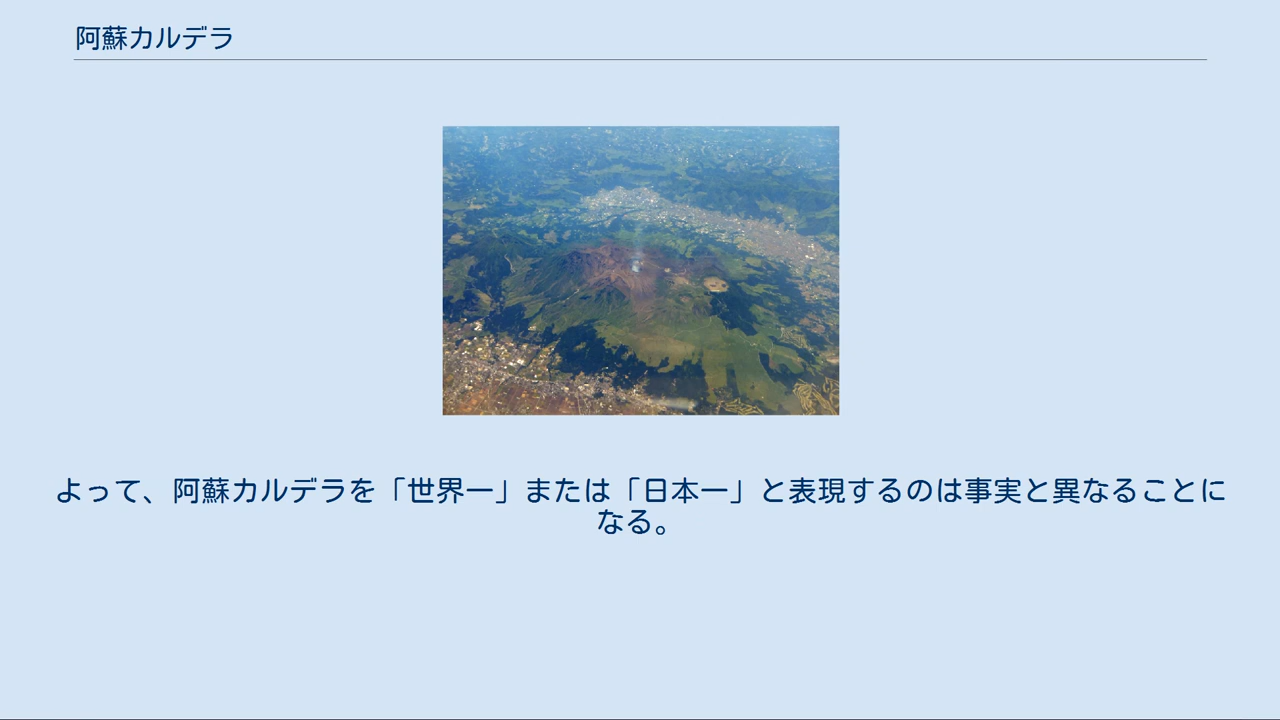 阿蘇カルデラ
よって、阿蘇カルデラを「世界一」または「日本一」と表現するのは事実と異なることに
なる。